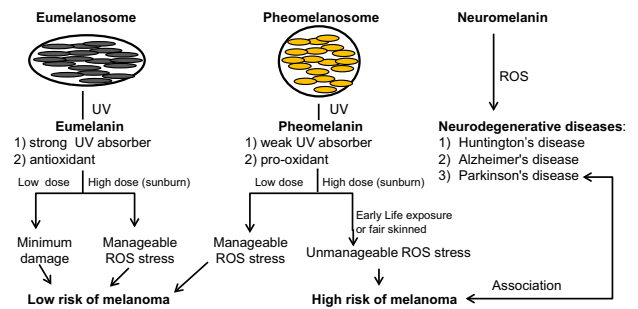 Eumelanosome
Pheomelanosome
Neuromelanin
UV
UV
ROS
Eumelanin
1) strong UV absorber
2) antioxidant
Pheomelanin
1) weak UV absorber
2) pro-oxidant
Neurodegenerative diseases:
1) Huntington's disease
2) Alzheimer's disease
3) Parkinson's disease
Low dose
High dose (sunburn)
Low dose
High dose (sunburn)
Early Life exposure
or fair skinned
Minimum
damage
Manageable
ROS stress
Manageable
ROS stress
Unmanageable ROS stress
Low risk of melanoma
High risk of melanoma
Association